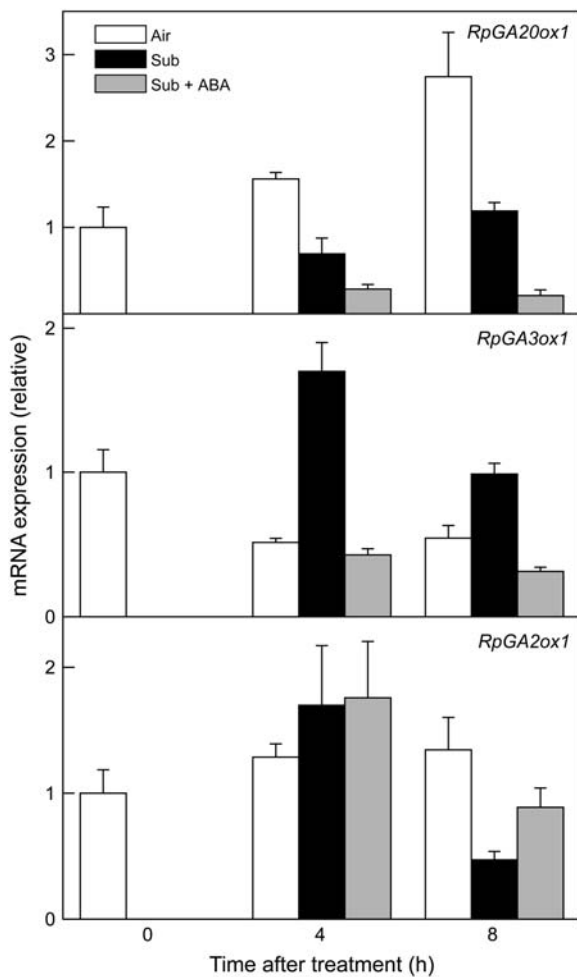 Air
Sub
Sub + ABA
RpGA20ox1
3
2
1
RpGA3ox1
2
1
0
RpGA2ox1
2
1
0
mRNA expression (relative)
0 4 8
Time after treatment (h)